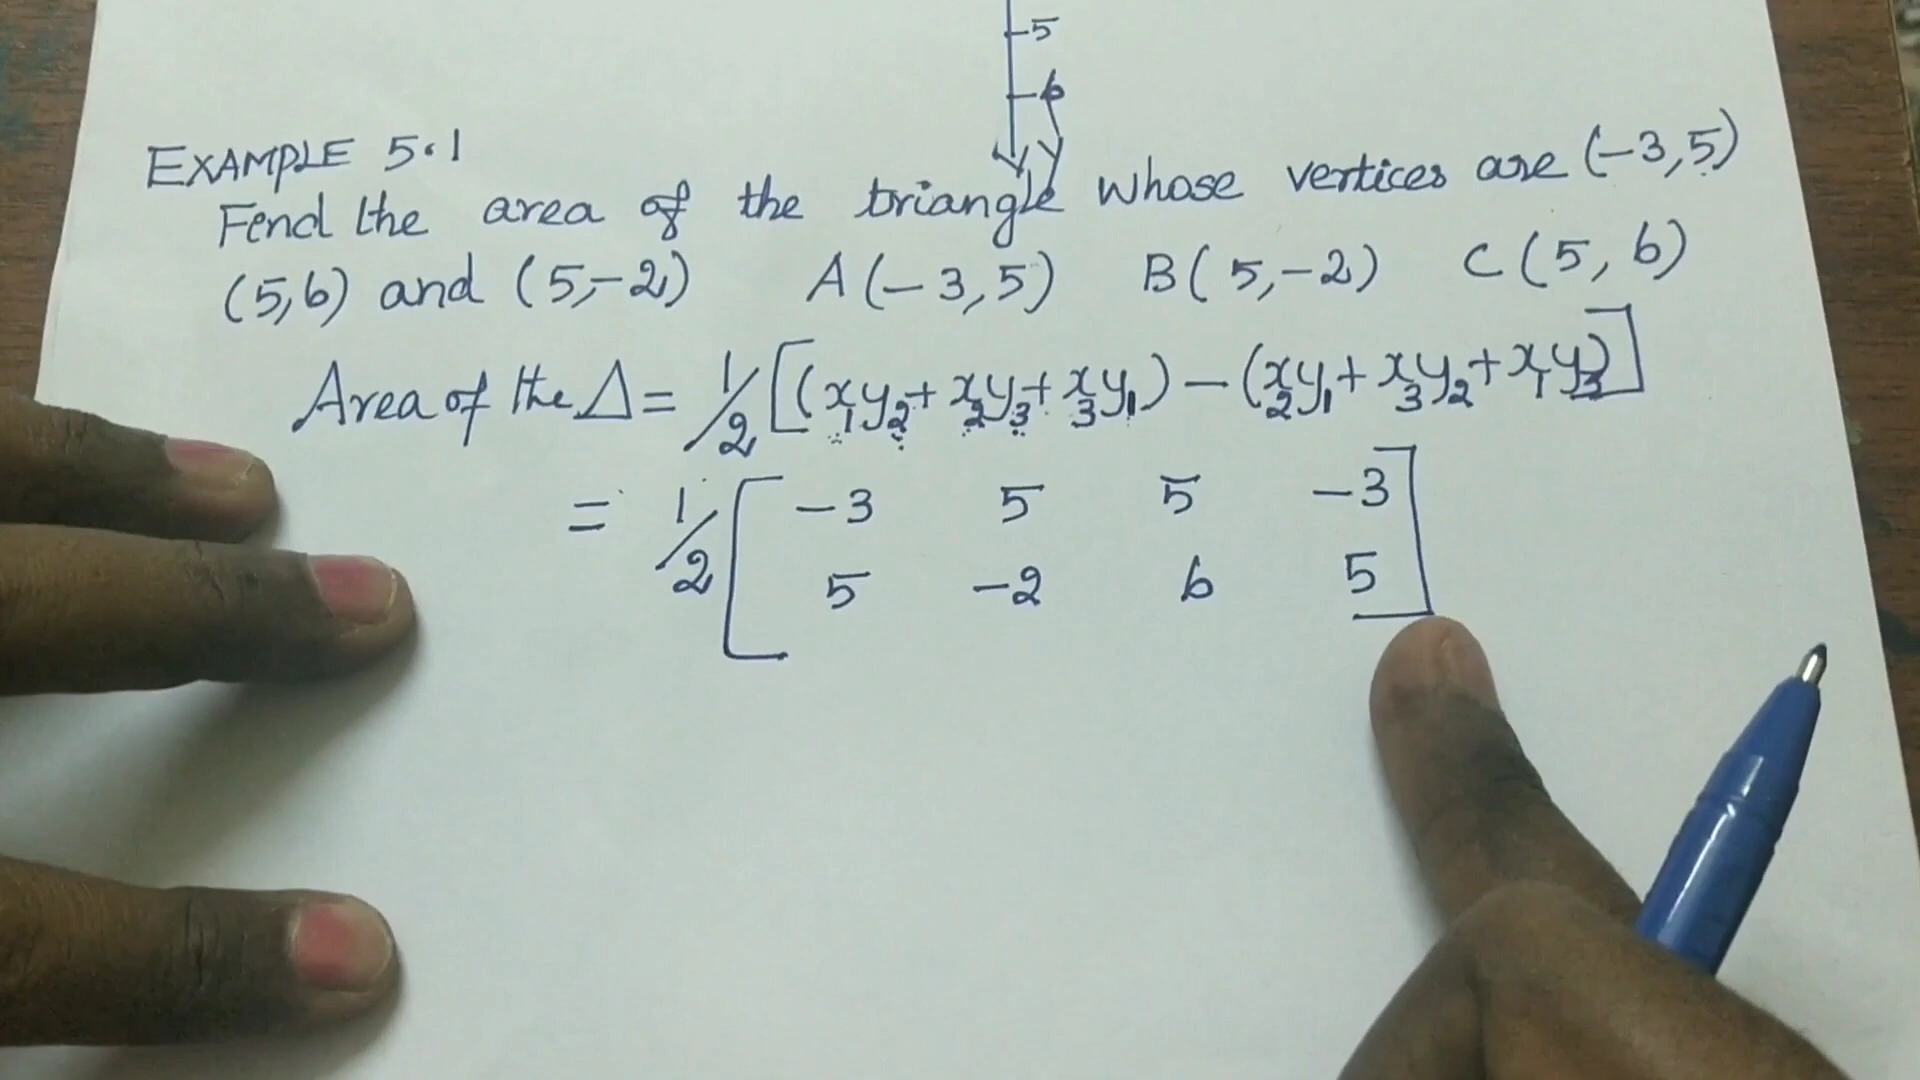 -5
-6
Y'
EXAMPLE 5.1
Fend the area of the triangle whose vertices are (-3,5)
(5,6) and (5,-2) A(-3,5) B(5,-2) C(5,6)
Area of the Δ = 1/2 [(x₁y₂+x₂y₃+x₃y₁)-(x₂y₁+x₃y₂+x₁y₃)]
= 1/2 [ -3 5 5 -3
5 -2 6 5 ]